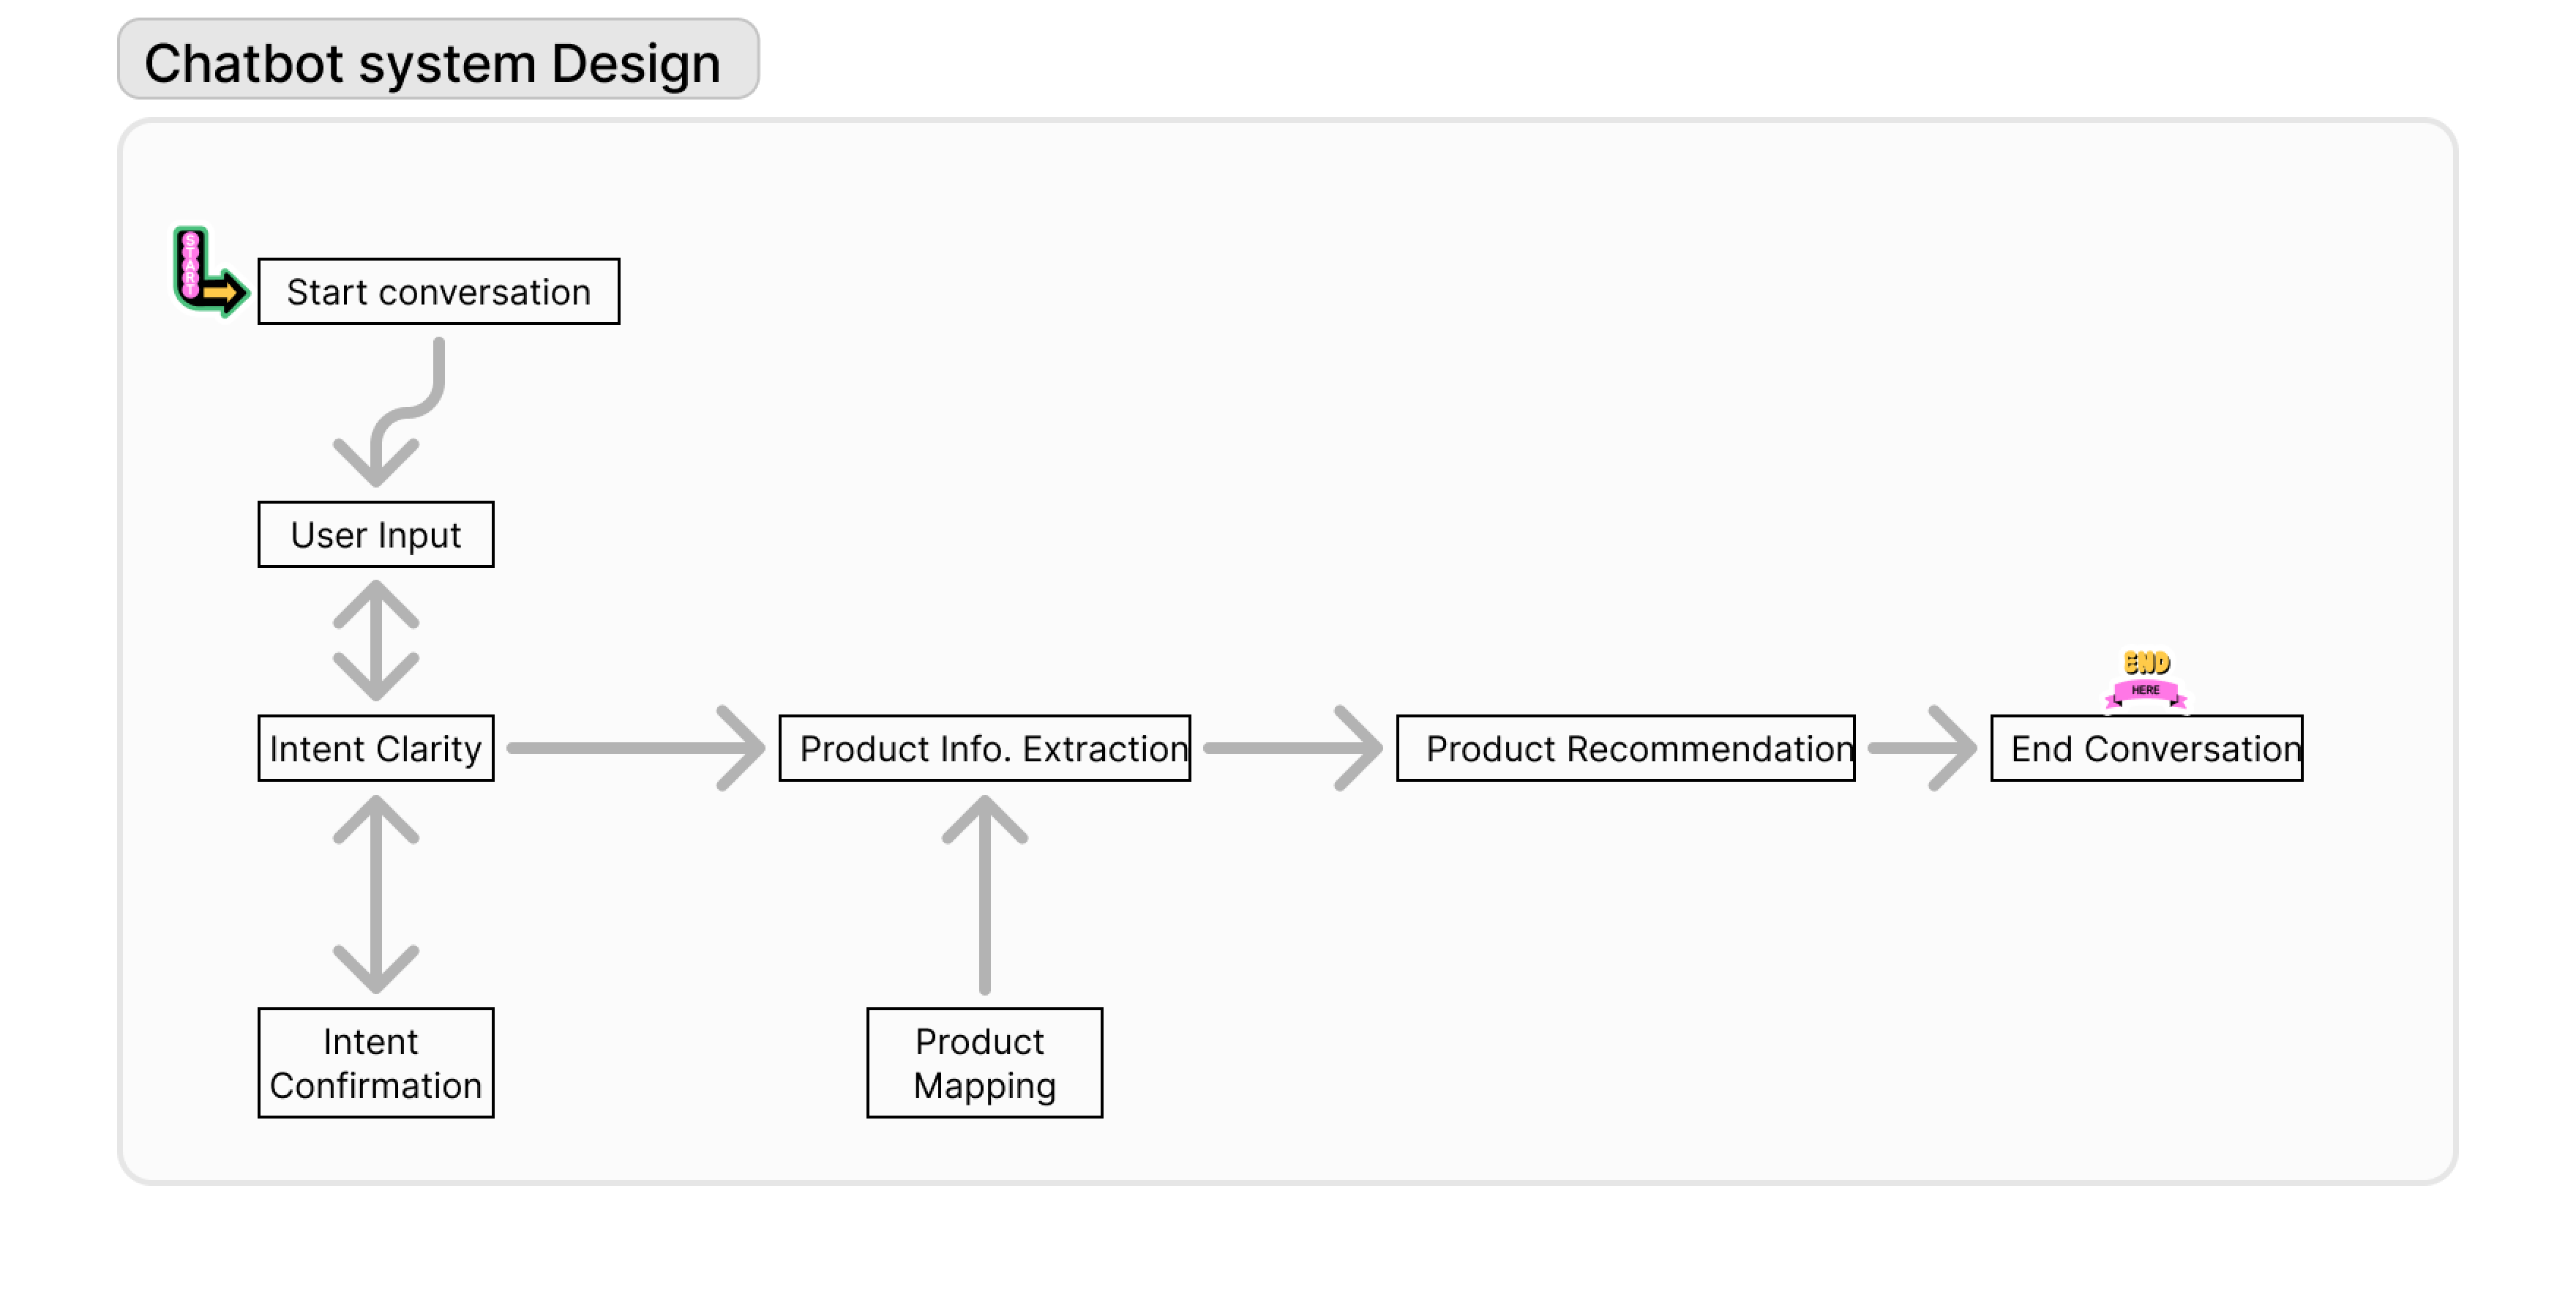 Chatbot system Design
START
Start conversation
User Input
END
HERE
Intent Clarity
Product Info. Extraction
Product Recommendation
End Conversation
Intent
Confirmation
Product
Mapping